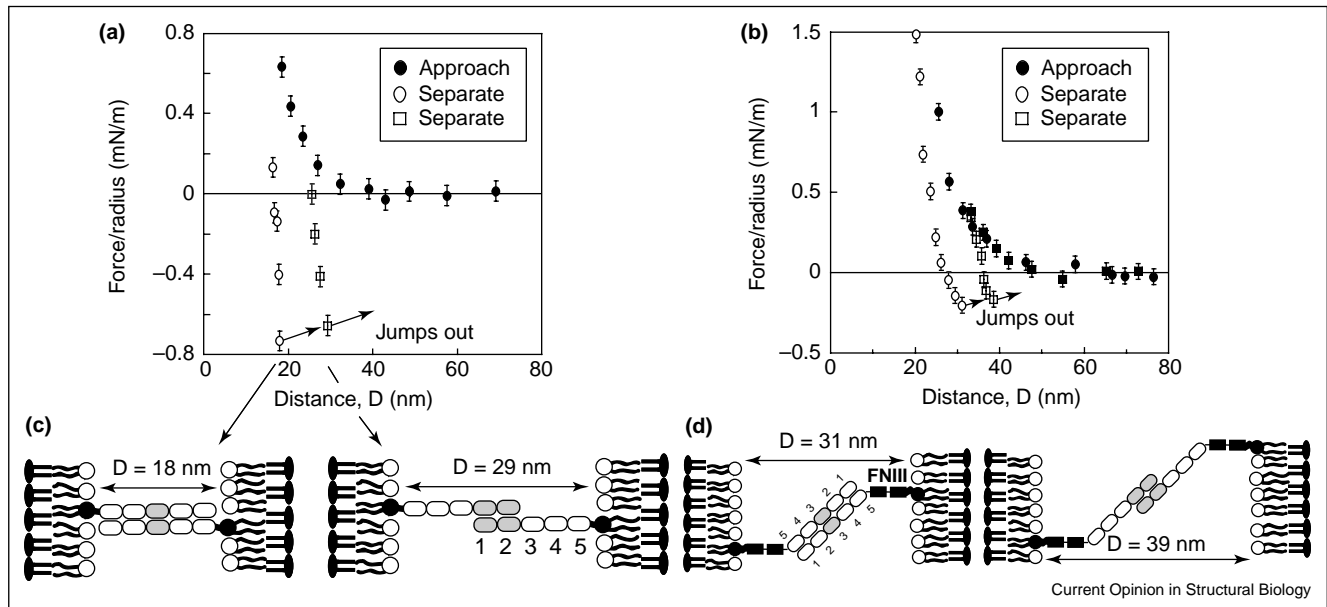 (a)
0.8
0.4
0
–0.4
–0.8
Force/radius (mN/m)
Approach
Separate
Separate
Jumps out
0 20 40 60 80
Distance, D (nm)
(b)
1.5
1
0.5
0
–0.5
Force/radius (mN/m)
Approach
Separate
Separate
Jumps out
0 20 40 60 80
Distance, D (nm)
(c)
D = 18 nm
D = 29 nm
1 2 3 4 5
(d)
D = 31 nm
FNIII
5 4 3 2 1
1 2 3 4 5
D = 39 nm
Current Opinion in Structural Biology